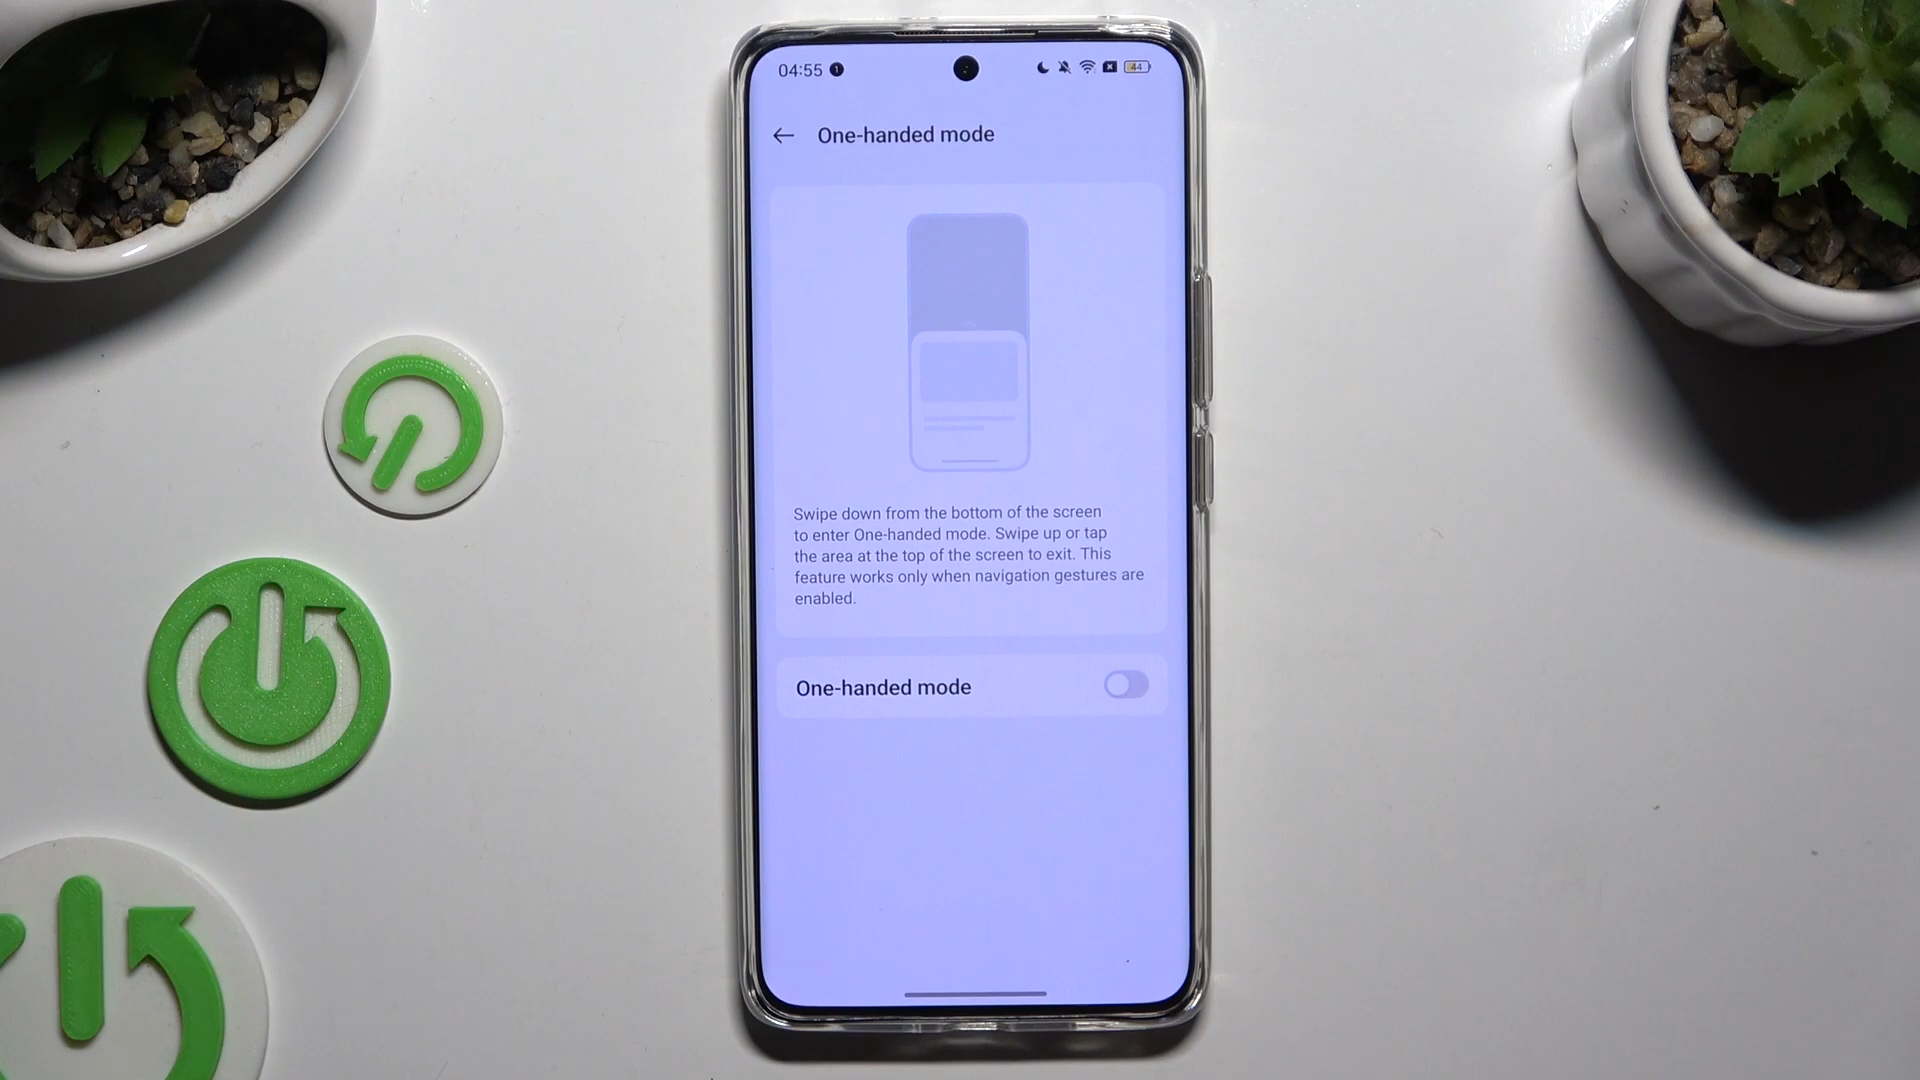 04:55
44
One-handed mode
Swipe down from the bottom of the screen
to enter One-handed mode. Swipe up or tap
the area at the top of the screen to exit. This
feature works only when navigation gestures are
enabled.
One-handed mode